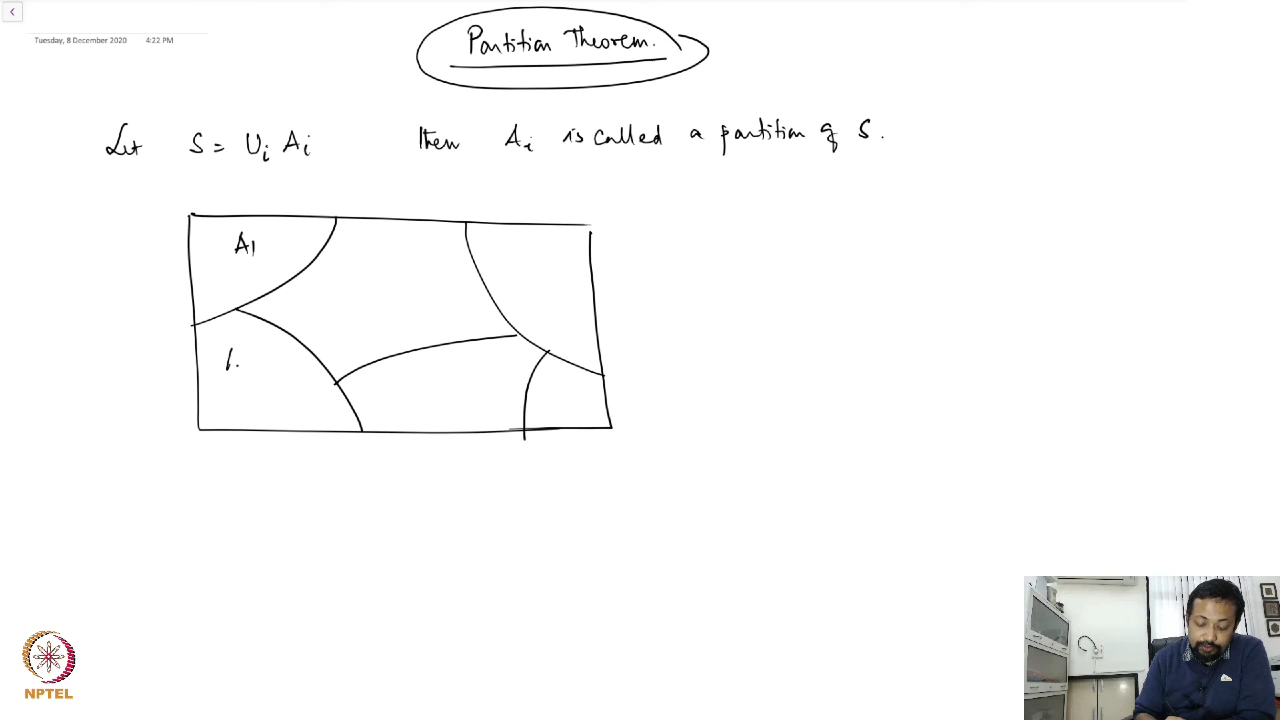 Tuesday, 8 December 2020 4:22 PM
Partition Theorem.
Let S = ∪i Ai then Ai is called a partition of S.
A1
NPTEL